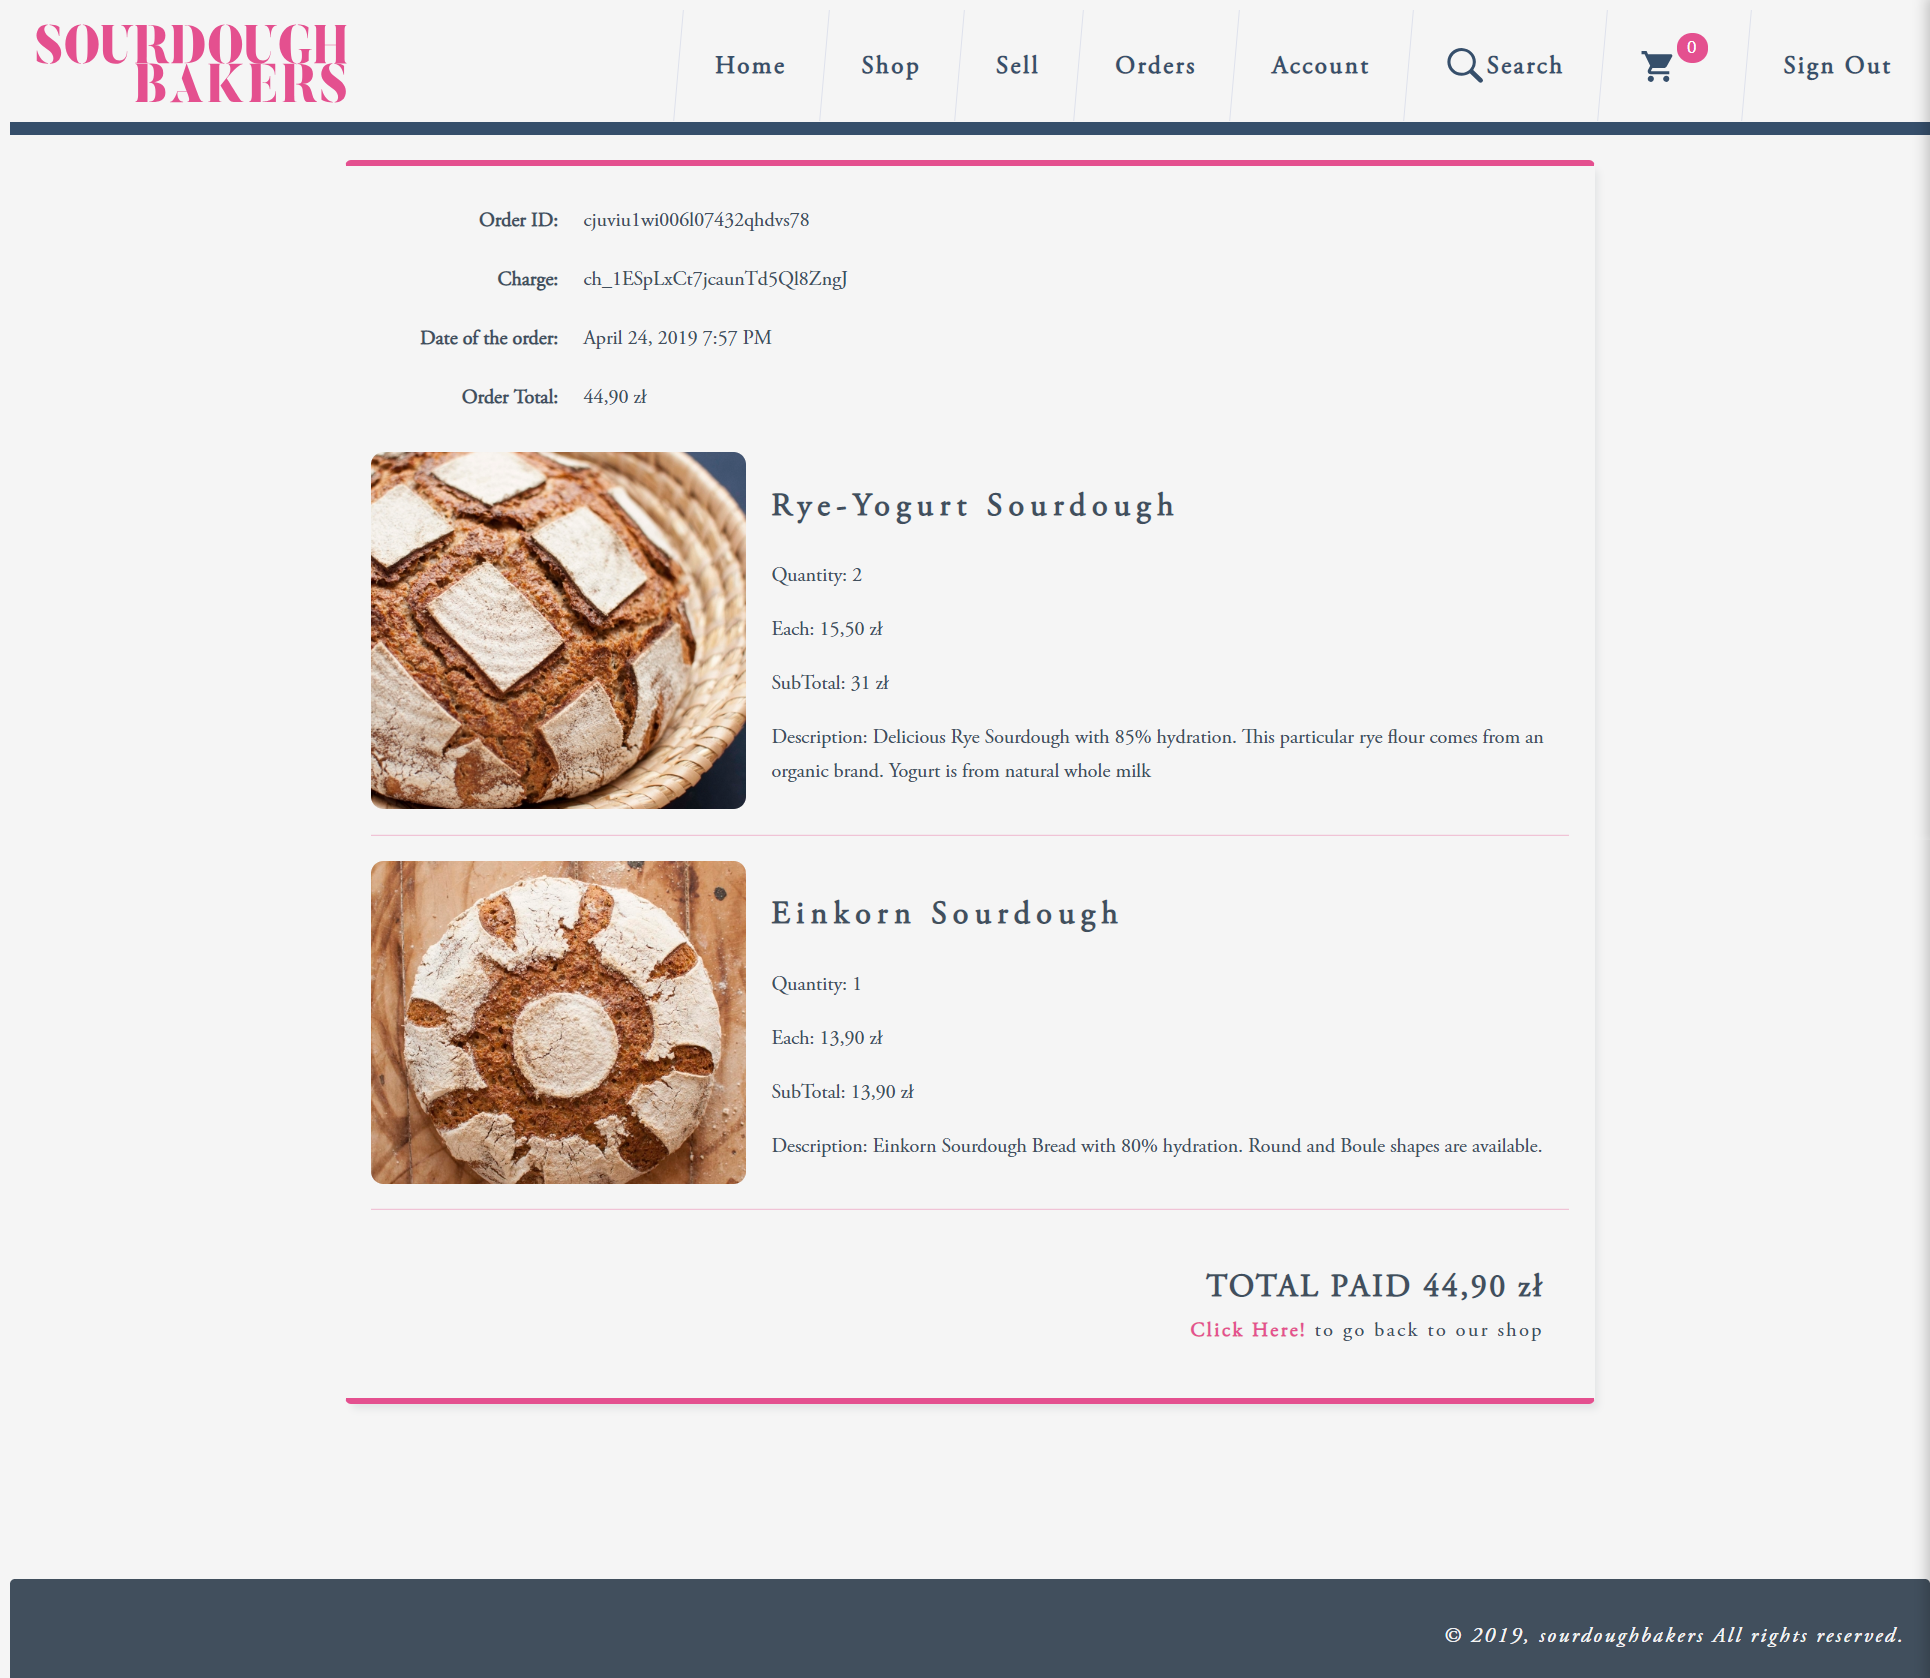 SOURDOUGH
BAKERS
Home
Shop
Sell
Orders
Account
Search
0
Sign Out
Order ID: cjuviu1wi006l07432qhdvs78
Charge: ch_1ESpLxCt7jcaunTd5Ql8ZngJ
Date of the order: April 24, 2019 7:57 PM
Order Total: 44,90 zł
Rye-Yogurt Sourdough
Quantity: 2
Each: 15,50 zł
SubTotal: 31 zł
Description: Delicious Rye Sourdough with 85% hydration. This particular rye flour comes from an
organic brand. Yogurt is from natural whole milk
Einkorn Sourdough
Quantity: 1
Each: 13,90 zł
SubTotal: 13,90 zł
Description: Einkorn Sourdough Bread with 80% hydration. Round and Boule shapes are available.
TOTAL PAID 44,90 zł
Click Here! to go back to our shop
© 2019, sourdoughbakers All rights reserved.